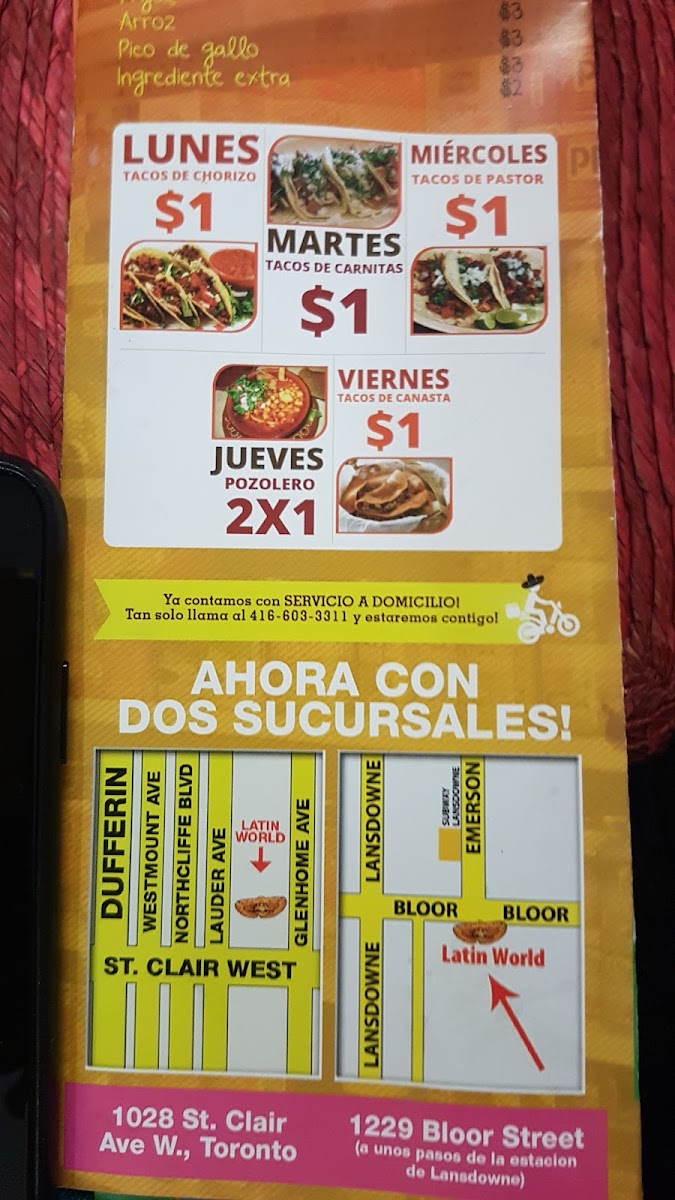 Arroz $3
Pico de gallo $3
Ingrediente extra $2
LUNES
TACOS DE CHORIZO
$1
MARTES
TACOS DE CARNITAS
$1
MIÉRCOLES
TACOS DE PASTOR
$1
JUEVES
POZOLERO
2X1
VIERNES
TACOS DE CANASTA
$1
Ya contamos con SERVICIO A DOMICILIO!
Tan solo llama al 416-603-3311 y estaremos contigo!
AHORA CON
DOS SUCURSALES!
DUFFERIN
WESTMOUNT AVE
NORTHCLIFFE BLVD
LAUDER AVE
LATIN
WORLD
GLENHOME AVE
ST. CLAIR WEST
LANSDOWNE
SUBWAY
LANSDOWNE
EMERSON
BLOOR
BLOOR
Latin World
LANSDOWNE
1028 St. Clair
Ave W., Toronto
1229 Bloor Street
(a unos pasos de la estacion
de Lansdowne)